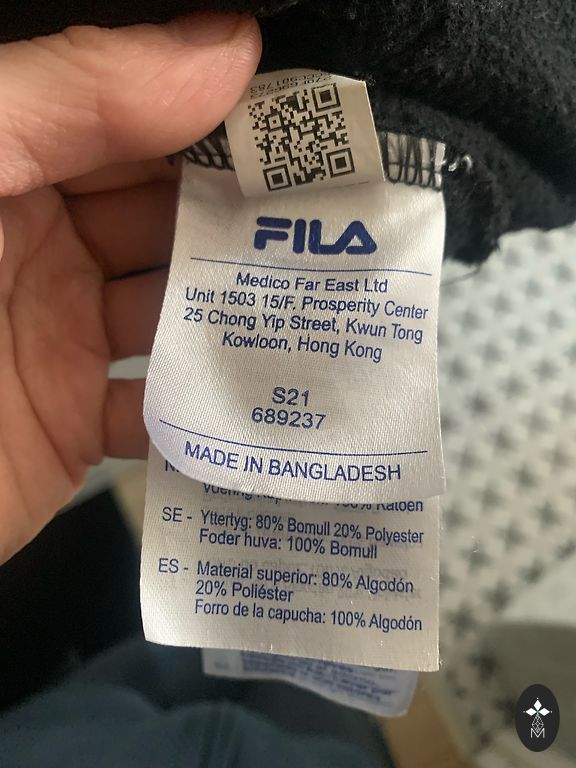 FILA
Medico Far East Ltd
Unit 1503 15/F, Prosperity Center
25 Chong Yip Street, Kwun Tong
Kowloon, Hong Kong
S21
689237
MADE IN BANGLADESH
100% Katoen
SE - Yttertyg: 80% Bomull 20% Polyester
Foder huva: 100% Bomull
ES - Material superior: 80% Algodón
20% Poliéster
Forro de la capucha: 100% Algodón
M